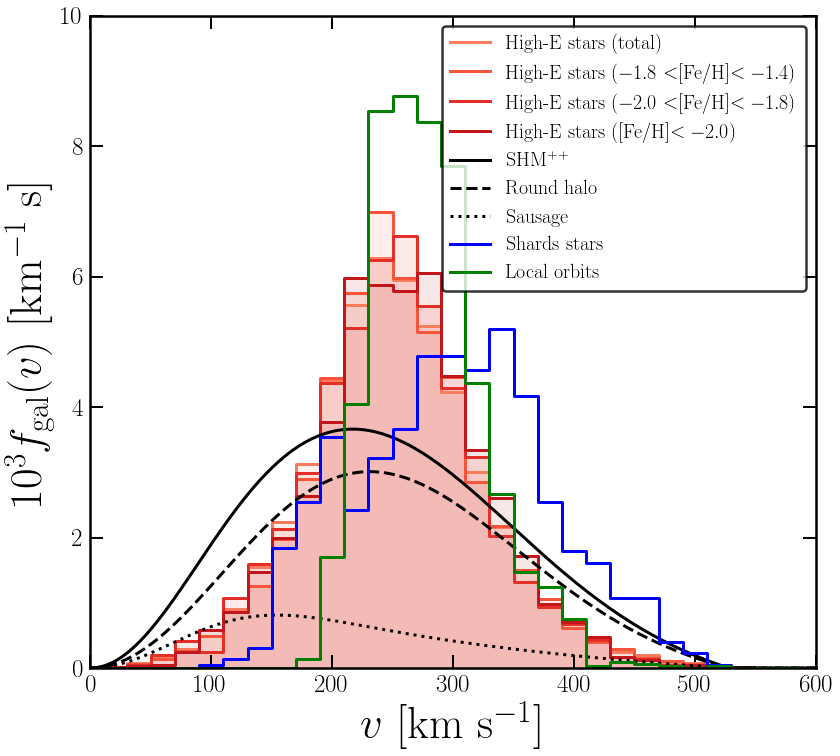 10
8
6
4
2
0
10³f_gal(v) [km⁻¹ s]
High-E stars (total)
High-E stars (−1.8 <[Fe/H]< −1.4)
High-E stars (−2.0 <[Fe/H]< −1.8)
High-E stars ([Fe/H]< −2.0)
SHM⁺⁺
Round halo
Sausage
Shards stars
Local orbits
0 100 200 300 400 500 600
v [km s⁻¹]